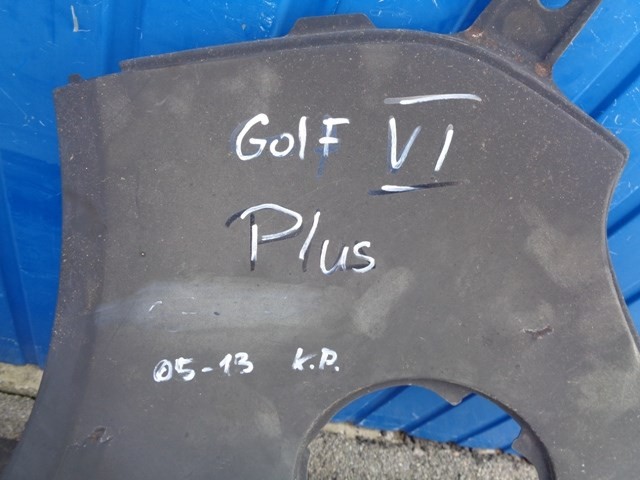 Golf VI
Plus
05-13 K.P.